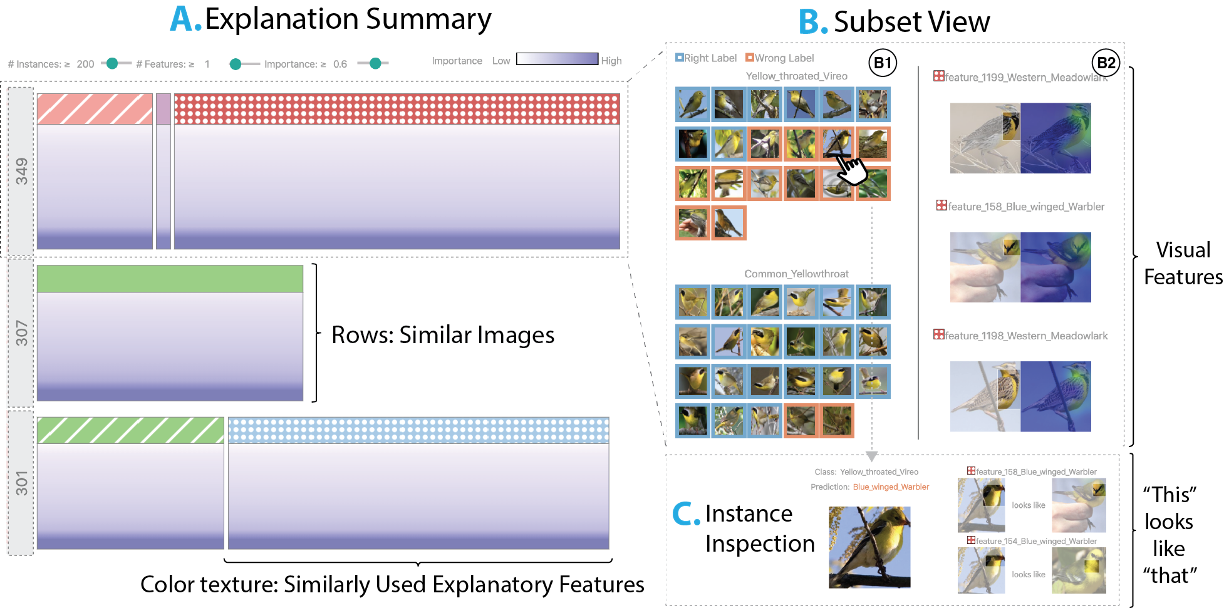 A. Explanation Summary
# Instances: ≥ 200
# Features: ≥ 1
Importance: ≥ 0.6
Importance Low High
349
307
Rows: Similar Images
301
Color texture: Similarly Used Explanatory Features
B. Subset View
Right Label Wrong Label
B1
Yellow_throated_Vireo
Common_Yellowthroat
B2
feature_1199_Western_Meadowlark
feature_158_Blue_winged_Warbler
feature_1198_Western_Meadowlark
Visual
Features
C. Instance
Inspection
Class: Yellow_throated_Vireo
Prediction: Blue_winged_Warbler
feature_158_Blue_winged_Warbler
looks like
feature_154_Blue_winged_Warbler
looks like
“This”
looks
like
“that”